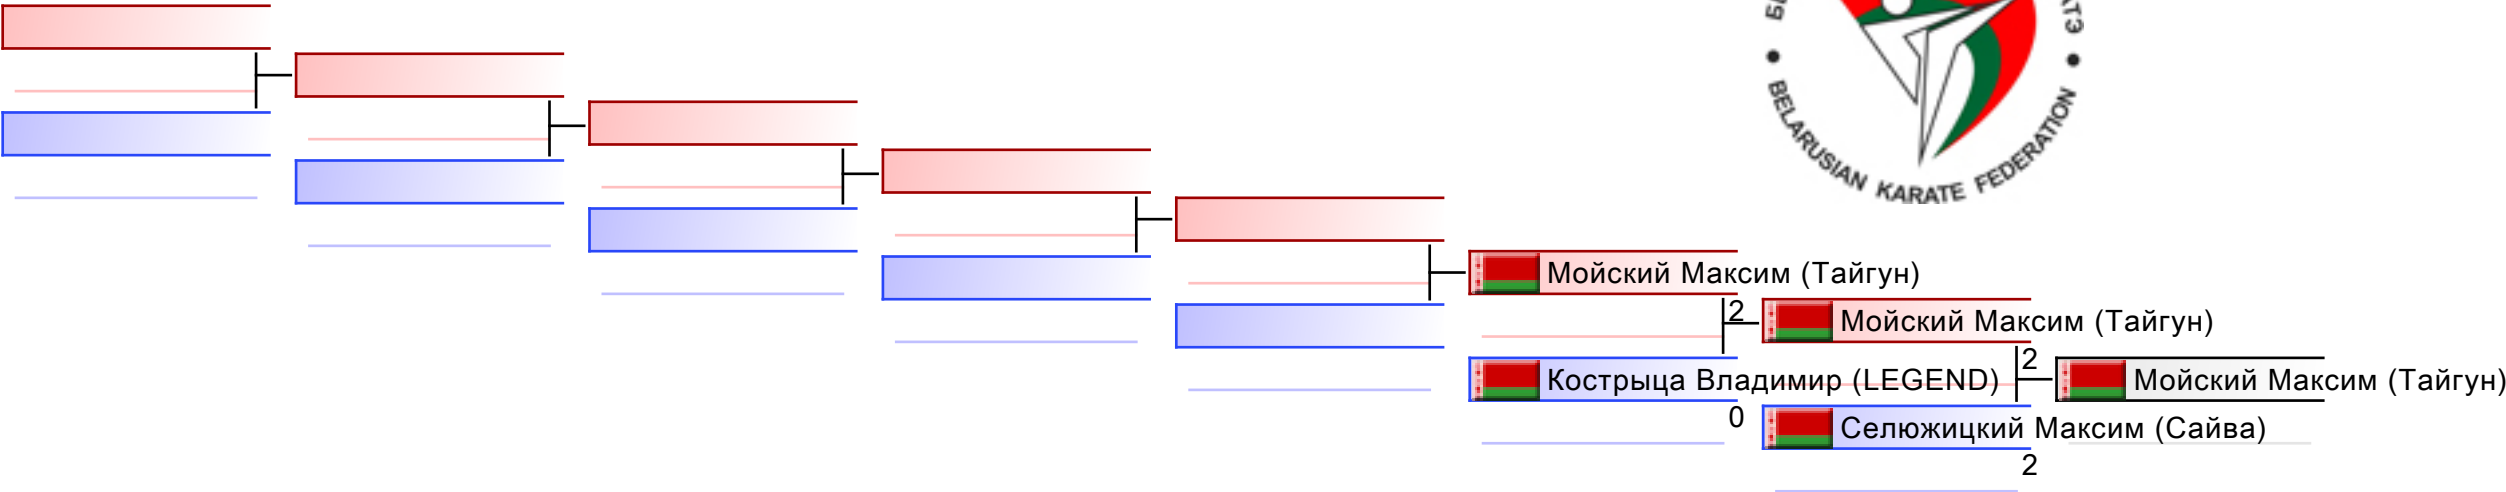 BELARUSIAN KARATE FEDERATION
Мойский Максим (Тайгун)
2
Мойский Максим (Тайгун)
2
Кострыца Владимир (LEGEND)
Мойский Максим (Тайгун)
0
Селюжицкий Максим (Сайва)
2